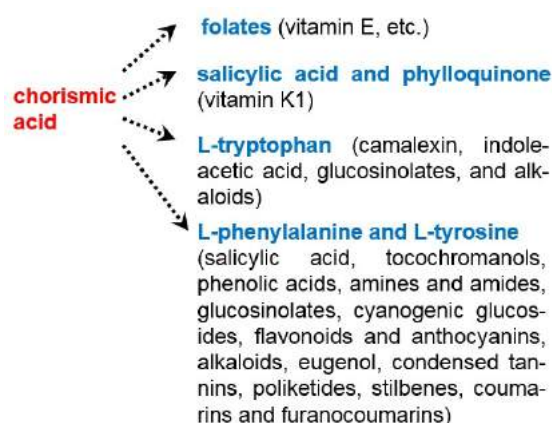 folates (vitamin E, etc.)
salicylic acid and phylloquinone
(vitamin K1)
chorismic
acid
L-tryptophan (camalexin, indole-
acetic acid, glucosinolates, and alk-
aloids)
L-phenylalanine and L-tyrosine
(salicylic acid, tocochromanols,
phenolic acids, amines and amides,
glucosinolates, cyanogenic glucos-
ides, flavonoids and anthocyanins,
alkaloids, eugenol, condensed tan-
nins, poliketides, stilbenes, couma-
rins and furanocoumarins)